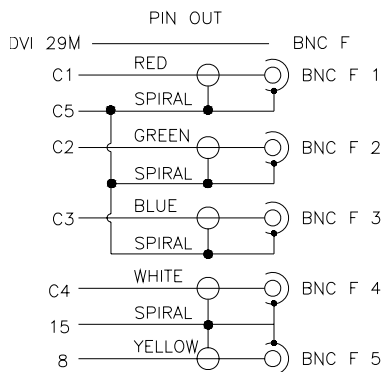 PIN OUT
DVI 29M BNC F
C1 RED BNC F 1
C5 SPIRAL
C2 GREEN BNC F 2
SPIRAL
C3 BLUE BNC F 3
SPIRAL
C4 WHITE BNC F 4
15 SPIRAL
8 YELLOW BNC F 5